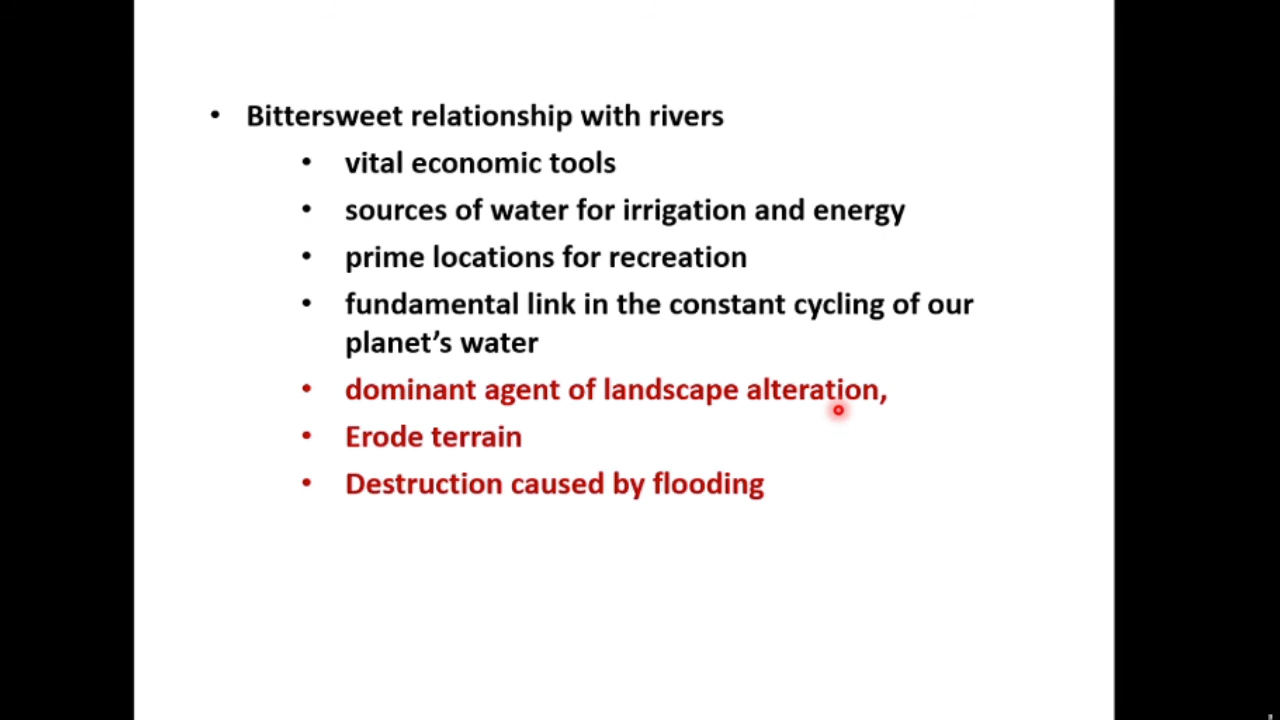 • Bittersweet relationship with rivers
• vital economic tools
• sources of water for irrigation and energy
• prime locations for recreation
• fundamental link in the constant cycling of our
planet’s water
• dominant agent of landscape alteration,
• Erode terrain
• Destruction caused by flooding